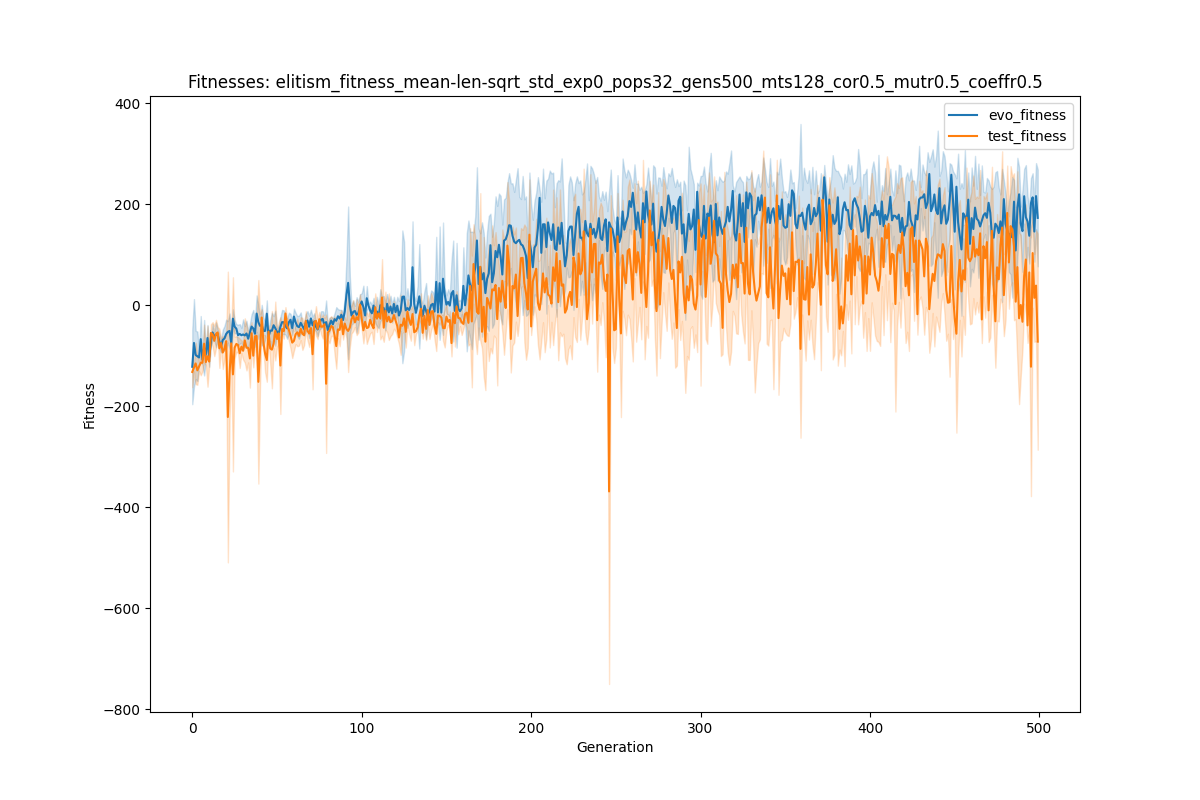 Fitnesses: elitism_fitness_mean-len-sqrt_std_exp0_pops32_gens500_mts128_cor0.5_mutr0.5_coeffr0.5
evo_fitness
test_fitness
400
200
0
−200
−400
−600
−800
Fitness
0 100 200 300 400 500
Generation